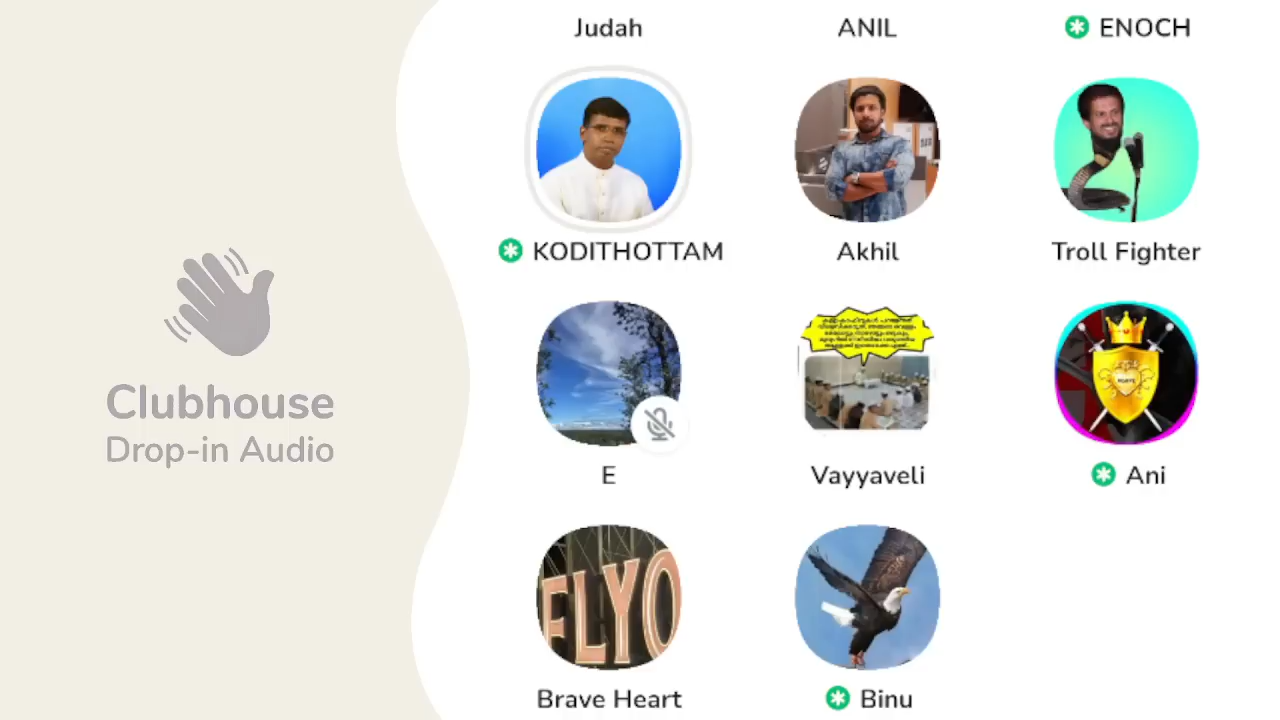 Judah
ANIL
ENOCH
KODITHOTTAM
Akhil
Troll Fighter
Clubhouse
Drop-in Audio
E
Vayyaveli
Ani
FLYO
Brave Heart
Binu